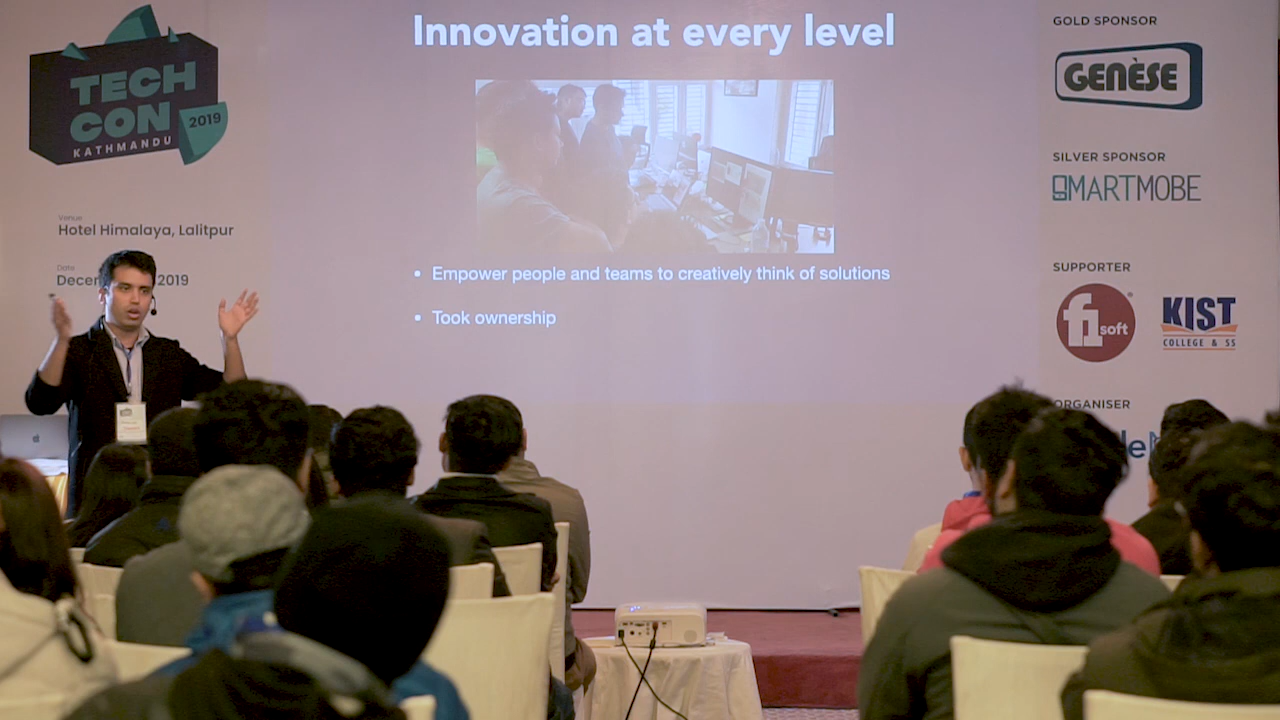 TECH
CON
KATHMANDU
2019
Venue
Hotel Himalaya, Lalitpur
Date
2019
Innovation at every level
• Empower people and teams to creatively think of solutions
• Took ownership
GOLD SPONSOR
GENÈSE
SILVER SPONSOR
SMARTMOBE
SUPPORTER
f1 soft
KIST
COLLEGE & SS
ORGANISER